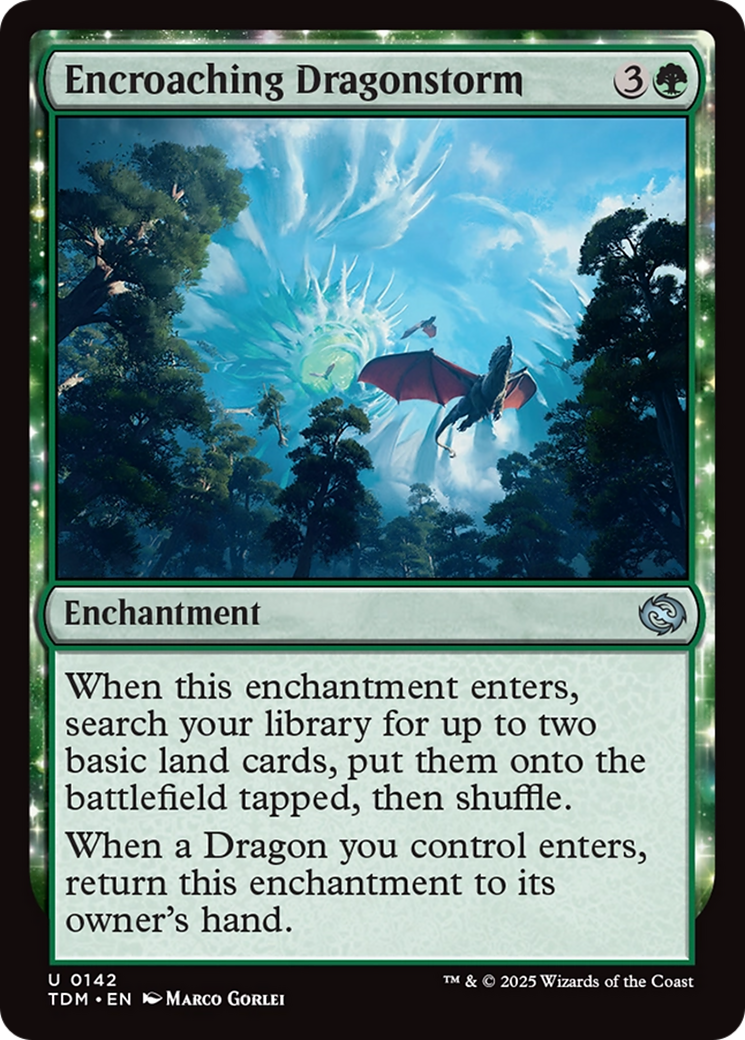 Encroaching Dragonstorm 3
Enchantment
When this enchantment enters,
search your library for up to two
basic land cards, put them onto the
battlefield tapped, then shuffle.
When a Dragon you control enters,
return this enchantment to its
owner's hand.
U 0142
TDM • EN Marco Gorlei
™ & © 2025 Wizards of the Coast